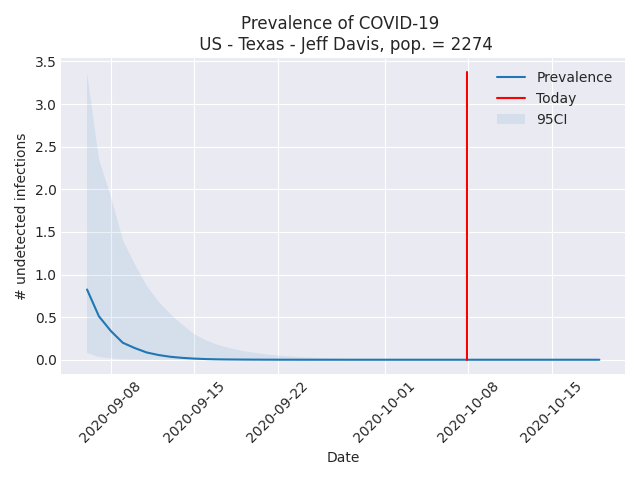 Prevalence of COVID-19
US - Texas - Jeff Davis, pop. = 2274
3.5
3.0
2.5
2.0
1.5
1.0
0.5
0.0
# undetected infections
Prevalence
Today
95CI
2020-09-08
2020-09-15
2020-09-22
2020-10-01
2020-10-08
2020-10-15
Date